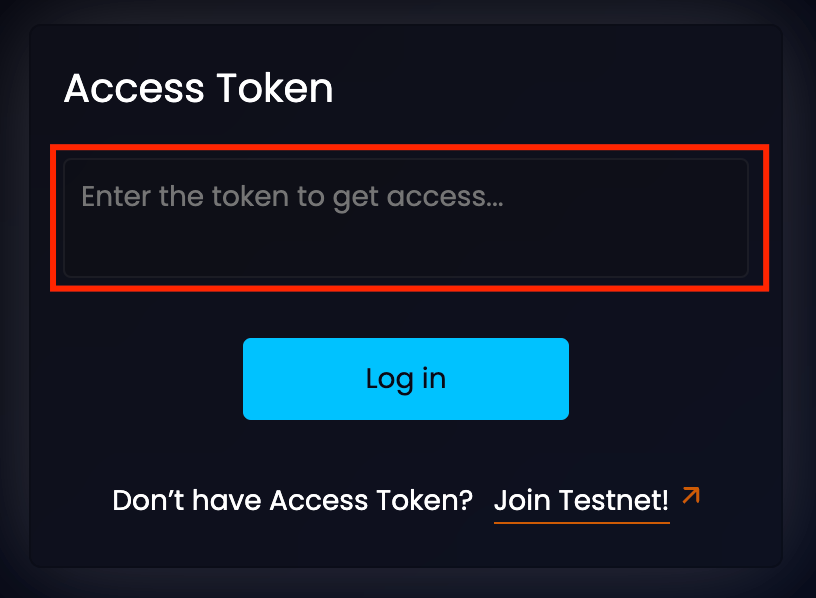 Access Token
Enter the token to get access...
Log in
Don’t have Access Token? Join Testnet!